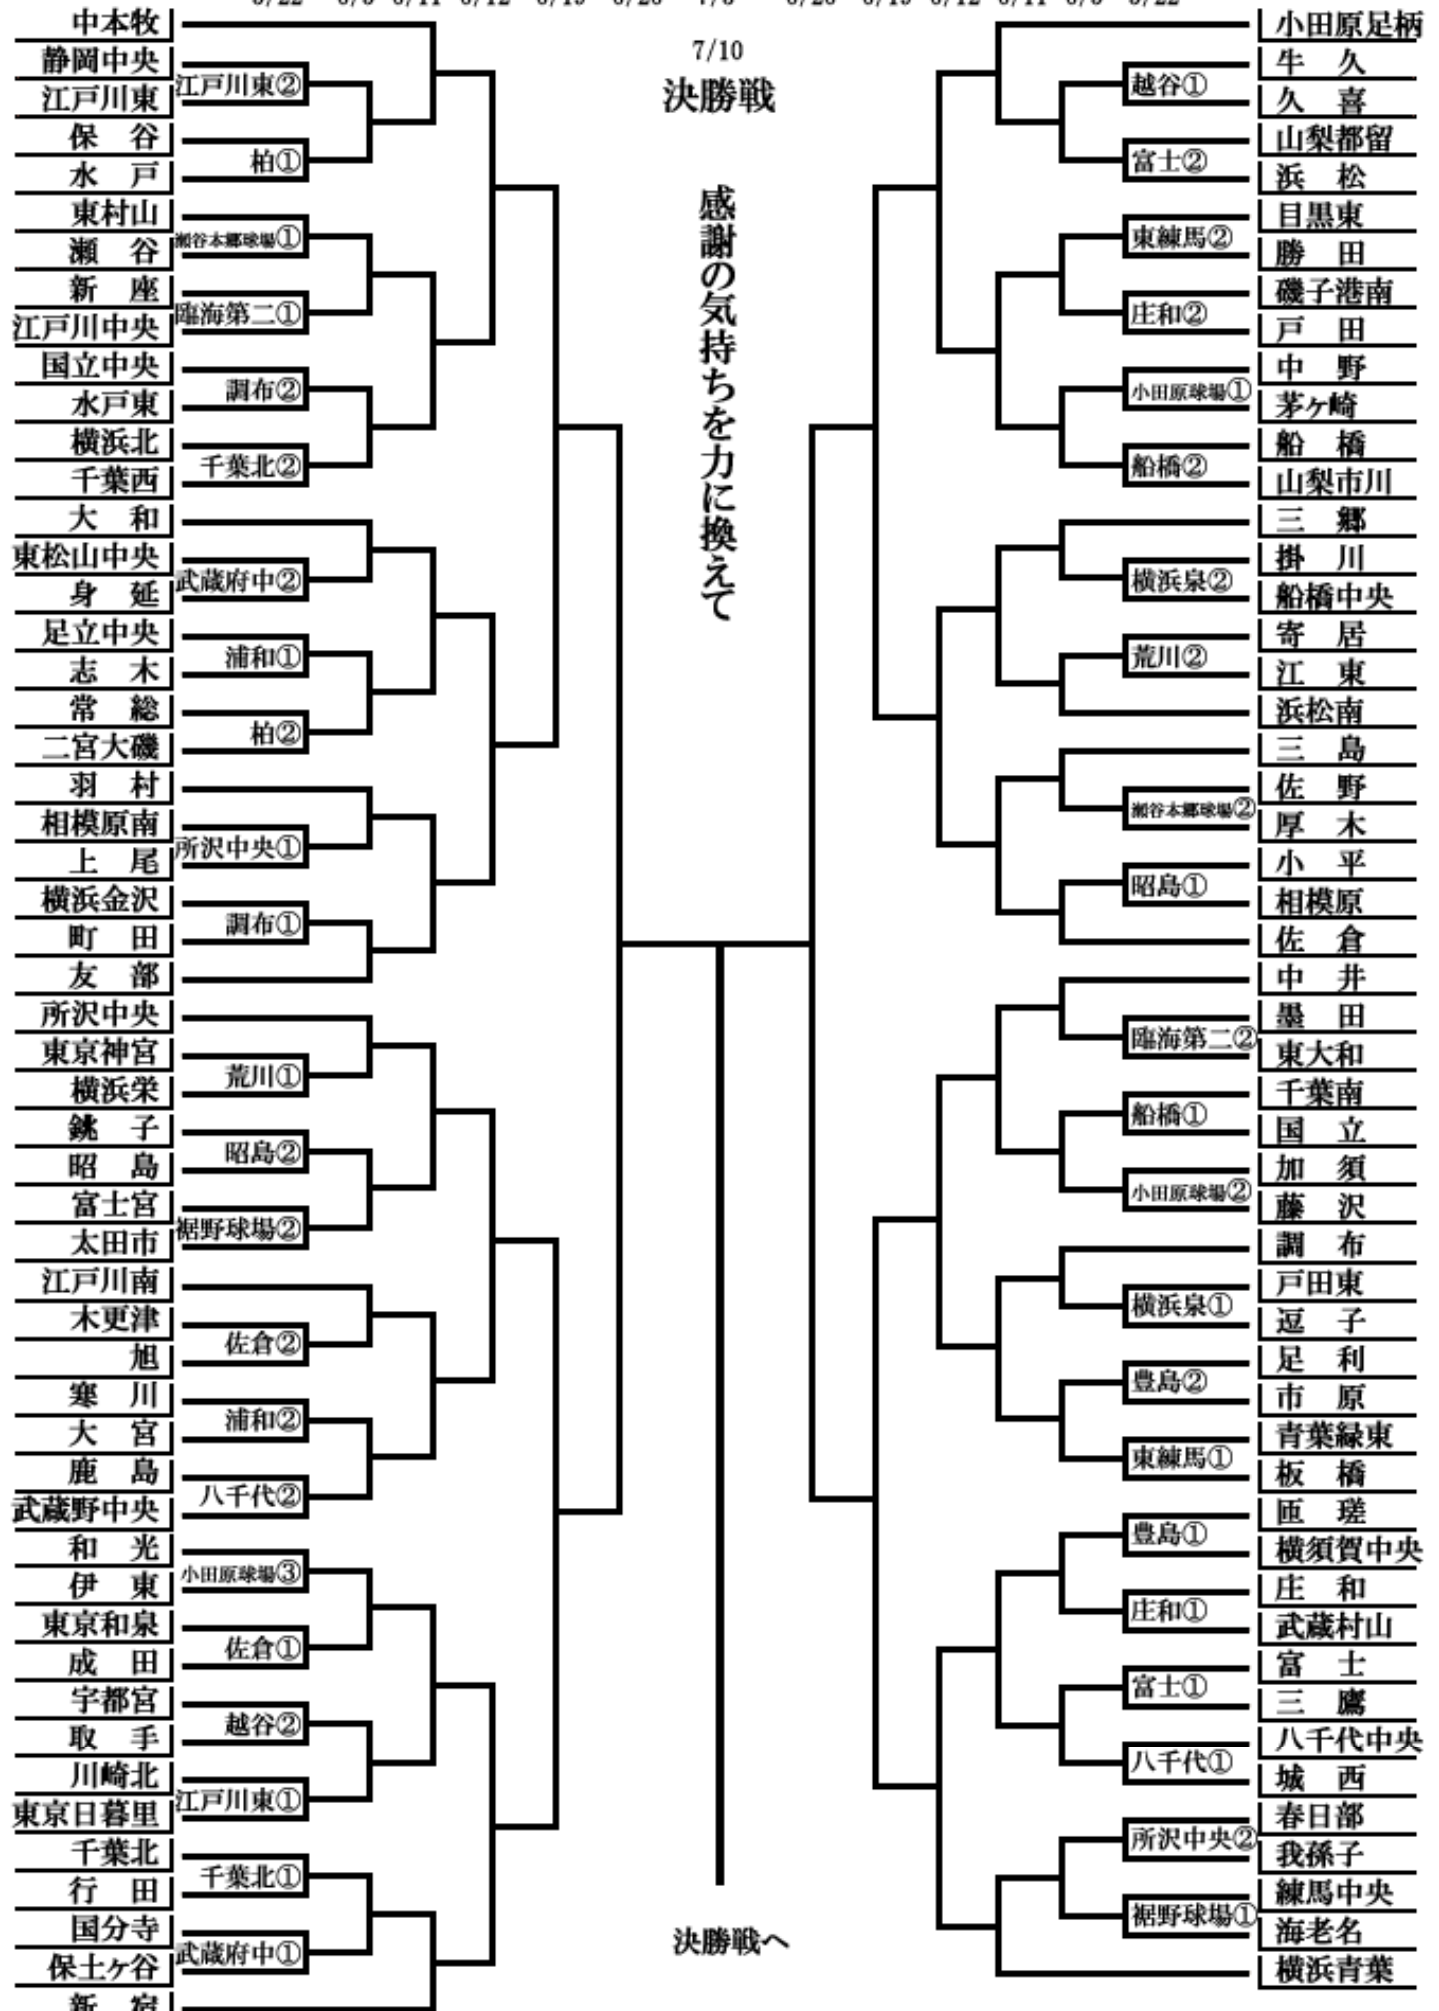 7/10
決勝戦
感謝の気持ちを力に換えて
決勝戦へ
中本牧
静岡中央
江戸川東
保谷
水戸
東村山
瀬谷
新座
江戸川中央
国立中央
水戸東
横浜北
千葉西
大和
東松山中央
身延
足立中央
志木
常総
二宮大磯
羽村
相模原南
上尾
横浜金沢
町田
友部
所沢中央
東京神宮
横浜栄
銚子
昭島
富士宮
太田市
江戸川南
木更津
旭
寒川
大宮
鹿島
武蔵野中央
和光
伊東
東京和泉
成田
宇都宮
取手
川崎北
東京日暮里
千葉北
行田
国分寺
保土ヶ谷
新宿
江戸川東②
柏①
瀬谷本郷球場①
臨海第二①
調布②
千葉北②
武蔵府中②
浦和①
柏②
所沢中央①
調布①
荒川①
昭島②
裾野球場②
佐倉②
浦和②
八千代②
小田原球場③
佐倉①
越谷②
江戸川東①
千葉北①
武蔵府中①
越谷①
富士②
東練馬②
庄和②
小田原球場①
船橋②
横浜泉②
荒川②
瀬谷本郷球場②
昭島①
臨海第二②
船橋①
小田原球場②
横浜泉①
豊島②
東練馬①
豊島①
庄和①
富士①
八千代①
所沢中央②
裾野球場①
小田原足柄
牛久
久喜
山梨都留
浜松
目黒東
勝田
磯子港南
戸田
中野
茅ヶ崎
船橋
山梨市川
三郷
掛川
船橋中央
寄居
江東
浜松南
三島
佐野
厚木
小平
相模原
佐倉
中井
墨田
東大和
千葉南
国立
加須
藤沢
調布
戸田東
逗子
足利
市原
青葉緑東
板橋
匝瑳
横須賀中央
庄和
武蔵村山
富士
三鷹
八千代中央
城西
春日部
我孫子
練馬中央
海老名
横浜青葉